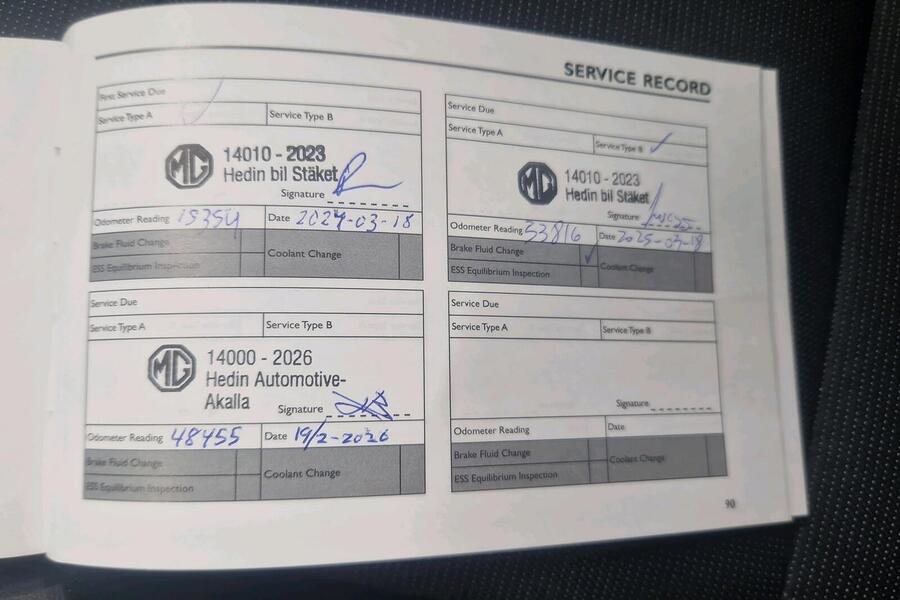 SERVICE RECORD
First Service Due
Service Type A
Service Type B
MG
14010 - 2023
Hedin bil Stäket
Signature
Odometer Reading 19354
Date 2024-03-18
Brake Fluid Change
ESS Equilibrium Inspection
Coolant Change
Service Due
Service Type A
Service Type B
MG
14010 - 2023
Hedin bil Stäket
Signature
Odometer Reading 53816
Date 2025-03-18
Brake Fluid Change
ESS Equilibrium Inspection
Coolant Change
Service Due
Service Type A
Service Type B
MG
14000 - 2026
Hedin Automotive-
Akalla
Signature
Odometer Reading 48455
Date 19/2-2026
Brake Fluid Change
ESS Equilibrium Inspection
Coolant Change
Service Due
Service Type A
Service Type B
Signature
Odometer Reading
Date
Brake Fluid Change
ESS Equilibrium Inspection
Coolant Change
90